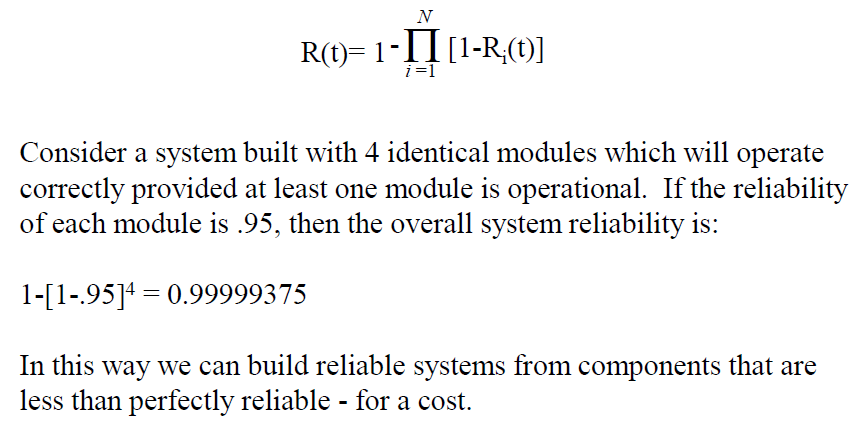 N
R(t)= 1-∏ [1-Rᵢ(t)]
i=1
Consider a system built with 4 identical modules which will operate
correctly provided at least one module is operational.  If the reliability
of each module is .95, then the overall system reliability is:
1-[1-.95]⁴ = 0.99999375
In this way we can build reliable systems from components that are
less than perfectly reliable - for a cost.